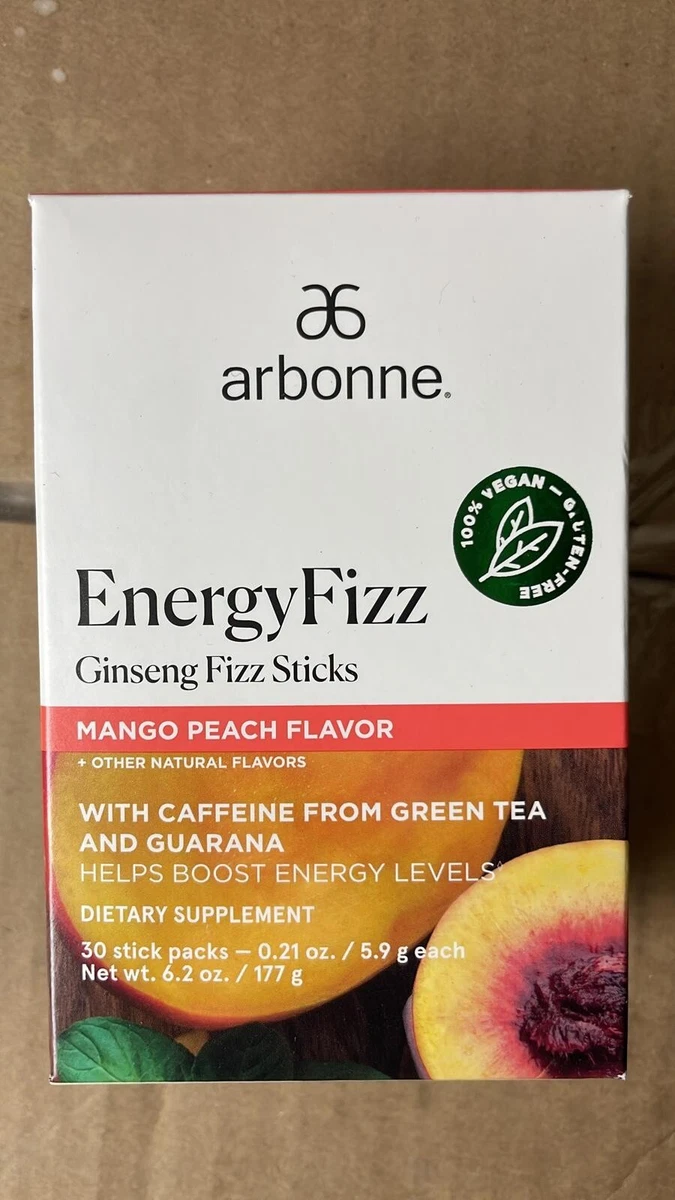 arbonne®
100% VEGAN — GLUTEN-FREE
EnergyFizz
Ginseng Fizz Sticks
MANGO PEACH FLAVOR
+ OTHER NATURAL FLAVORS
WITH CAFFEINE FROM GREEN TEA
AND GUARANA
HELPS BOOST ENERGY LEVELS◊
DIETARY SUPPLEMENT
30 stick packs — 0.21 oz. / 5.9 g each
Net wt. 6.2 oz. / 177 g